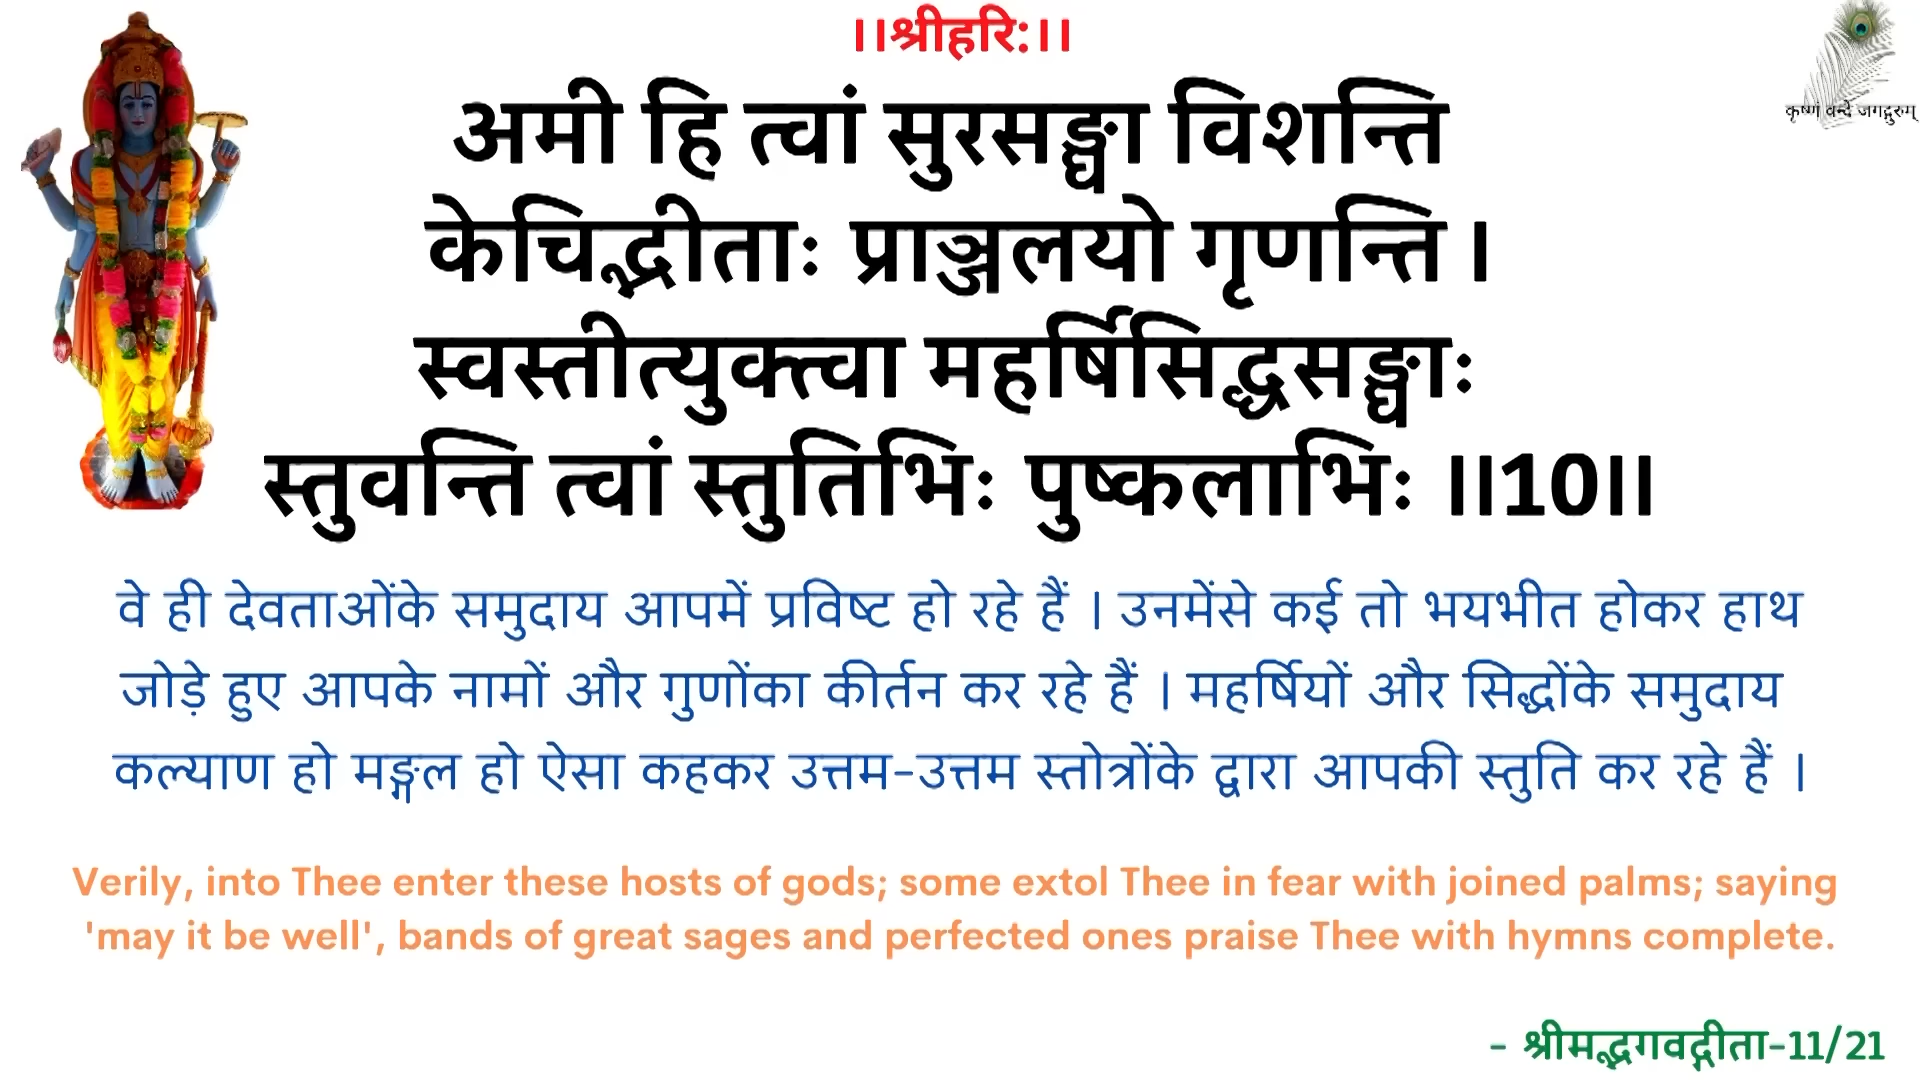 ।।श्रीहरि:।।
कृष्णं वन्दे जगद्गुरुम्
अमी हि त्वां सुरसङ्घा विशन्ति
केचिद्भीताः प्राञ्जलयो गृणन्ति ।
स्वस्तीत्युक्त्वा महर्षिसिद्धसङ्घाः
स्तुवन्ति त्वां स्तुतिभिः पुष्कलाभिः ।।10।।
वे ही देवताओंके समुदाय आपमें प्रविष्ट हो रहे हैं । उनमेंसे कई तो भयभीत होकर हाथ
जोड़े हुए आपके नामों और गुणोंका कीर्तन कर रहे हैं । महर्षियों और सिद्धोंके समुदाय
कल्याण हो मङ्गल हो ऐसा कहकर उत्तम-उत्तम स्तोत्रोंके द्वारा आपकी स्तुति कर रहे हैं ।
Verily, into Thee enter these hosts of gods; some extol Thee in fear with joined palms; saying
'may it be well', bands of great sages and perfected ones praise Thee with hymns complete.
- श्रीमद्भगवद्गीता-11/21